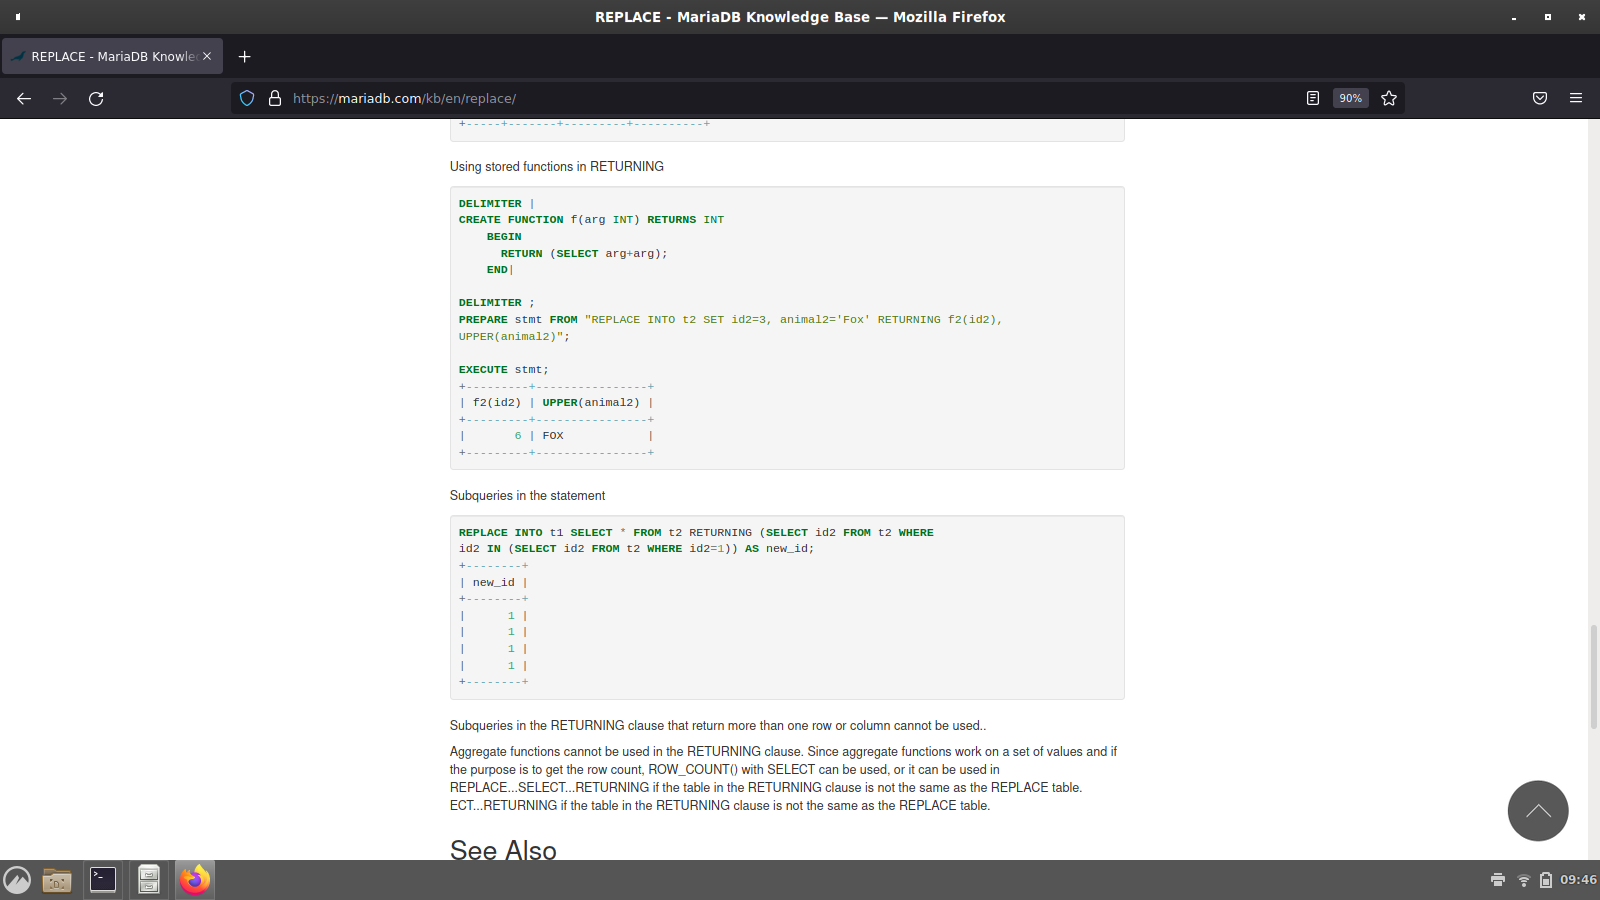 REPLACE - MariaDB Knowledge Base — Mozilla Firefox
REPLACE - MariaDB Knowle
https://mariadb.com/kb/en/replace/
90%
+-----+-------+---------+----------+
Using stored functions in RETURNING
DELIMITER |
CREATE FUNCTION f(arg INT) RETURNS INT
    BEGIN
      RETURN (SELECT arg+arg);
    END|
DELIMITER ;
PREPARE stmt FROM "REPLACE INTO t2 SET id2=3, animal2='Fox' RETURNING f2(id2),
UPPER(animal2)";
EXECUTE stmt;
+---------+----------------+
| f2(id2) | UPPER(animal2) |
+---------+----------------+
|       6 | FOX            |
+---------+----------------+
Subqueries in the statement
REPLACE INTO t1 SELECT * FROM t2 RETURNING (SELECT id2 FROM t2 WHERE
id2 IN (SELECT id2 FROM t2 WHERE id2=1)) AS new_id;
+--------+
| new_id |
+--------+
|      1 |
|      1 |
|      1 |
|      1 |
+--------+
Subqueries in the RETURNING clause that return more than one row or column cannot be used..
Aggregate functions cannot be used in the RETURNING clause. Since aggregate functions work on a set of values and if
the purpose is to get the row count, ROW_COUNT() with SELECT can be used, or it can be used in
REPLACE...SELECT...RETURNING if the table in the RETURNING clause is not the same as the REPLACE table.
ECT...RETURNING if the table in the RETURNING clause is not the same as the REPLACE table.
See Also
09:46